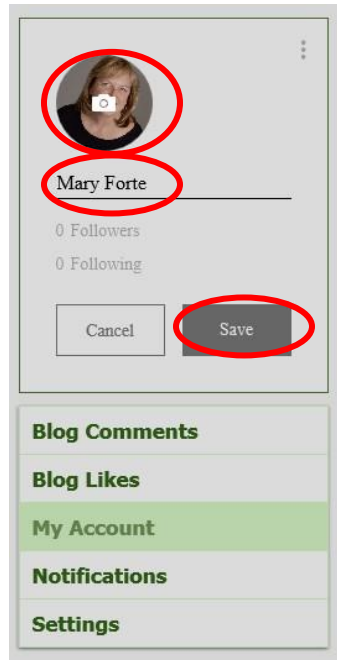 Mary Forte
0 Followers
0 Following
Cancel Save
Blog Comments
Blog Likes
My Account
Notifications
Settings